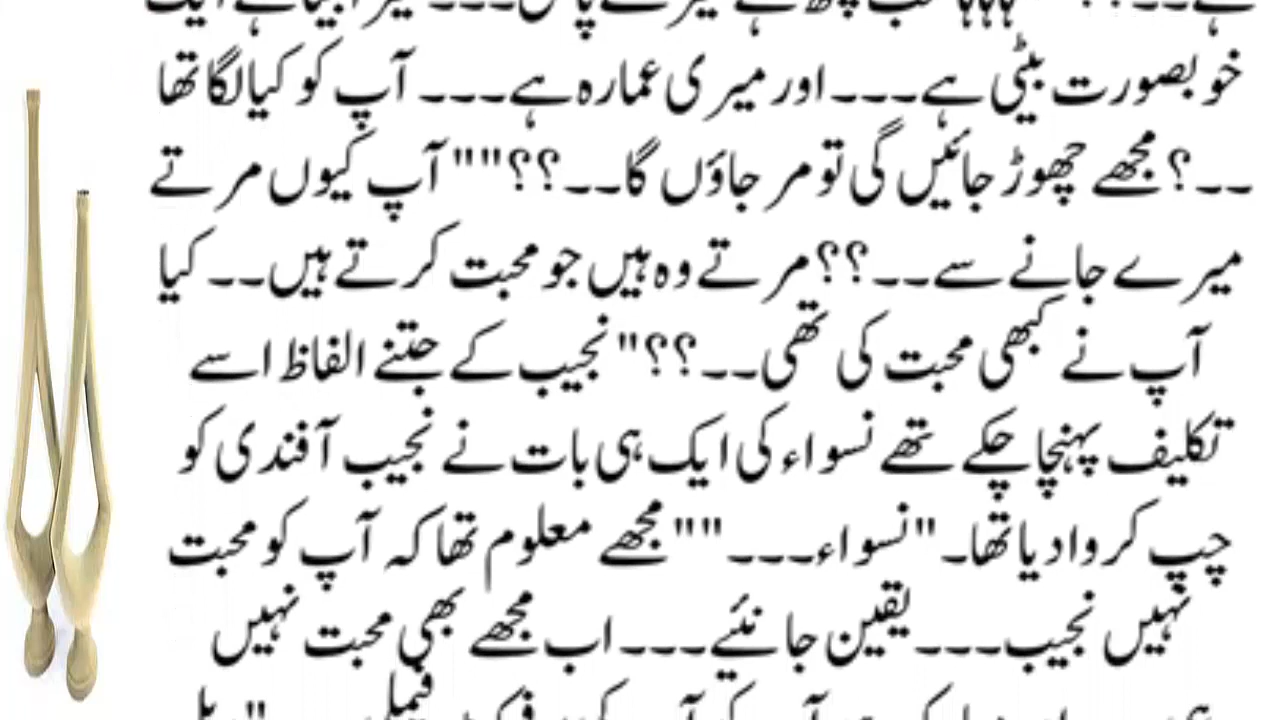 خوبصورت بیٹی ہے۔۔۔اور میری عمارہ ہے۔۔۔ آپ کو کیا لگا تھا
۔۔؟مجھے چھوڑ جائیں گی تو مر جاؤں گا۔۔؟؟"" آپ کیوں مرتے
میرے جانے سے۔۔؟؟ مرتے وہ ہیں جو محبت کرتے ہیں۔۔ کیا
آپ نے کبھی محبت کی تھی۔۔؟؟" نجیب کے جتنے الفاظ اسے
تکلیف پہنچا چکے تھے نسواء کی ایک ہی بات نے نجیب آفندی کو
چپ کروا دیا تھا۔ "نسواء۔۔۔""مجھے معلوم تھا کہ آپ کو محبت
نہیں نجیب۔۔۔یقین جانئیے۔۔۔اب مجھے بھی محبت نہیں